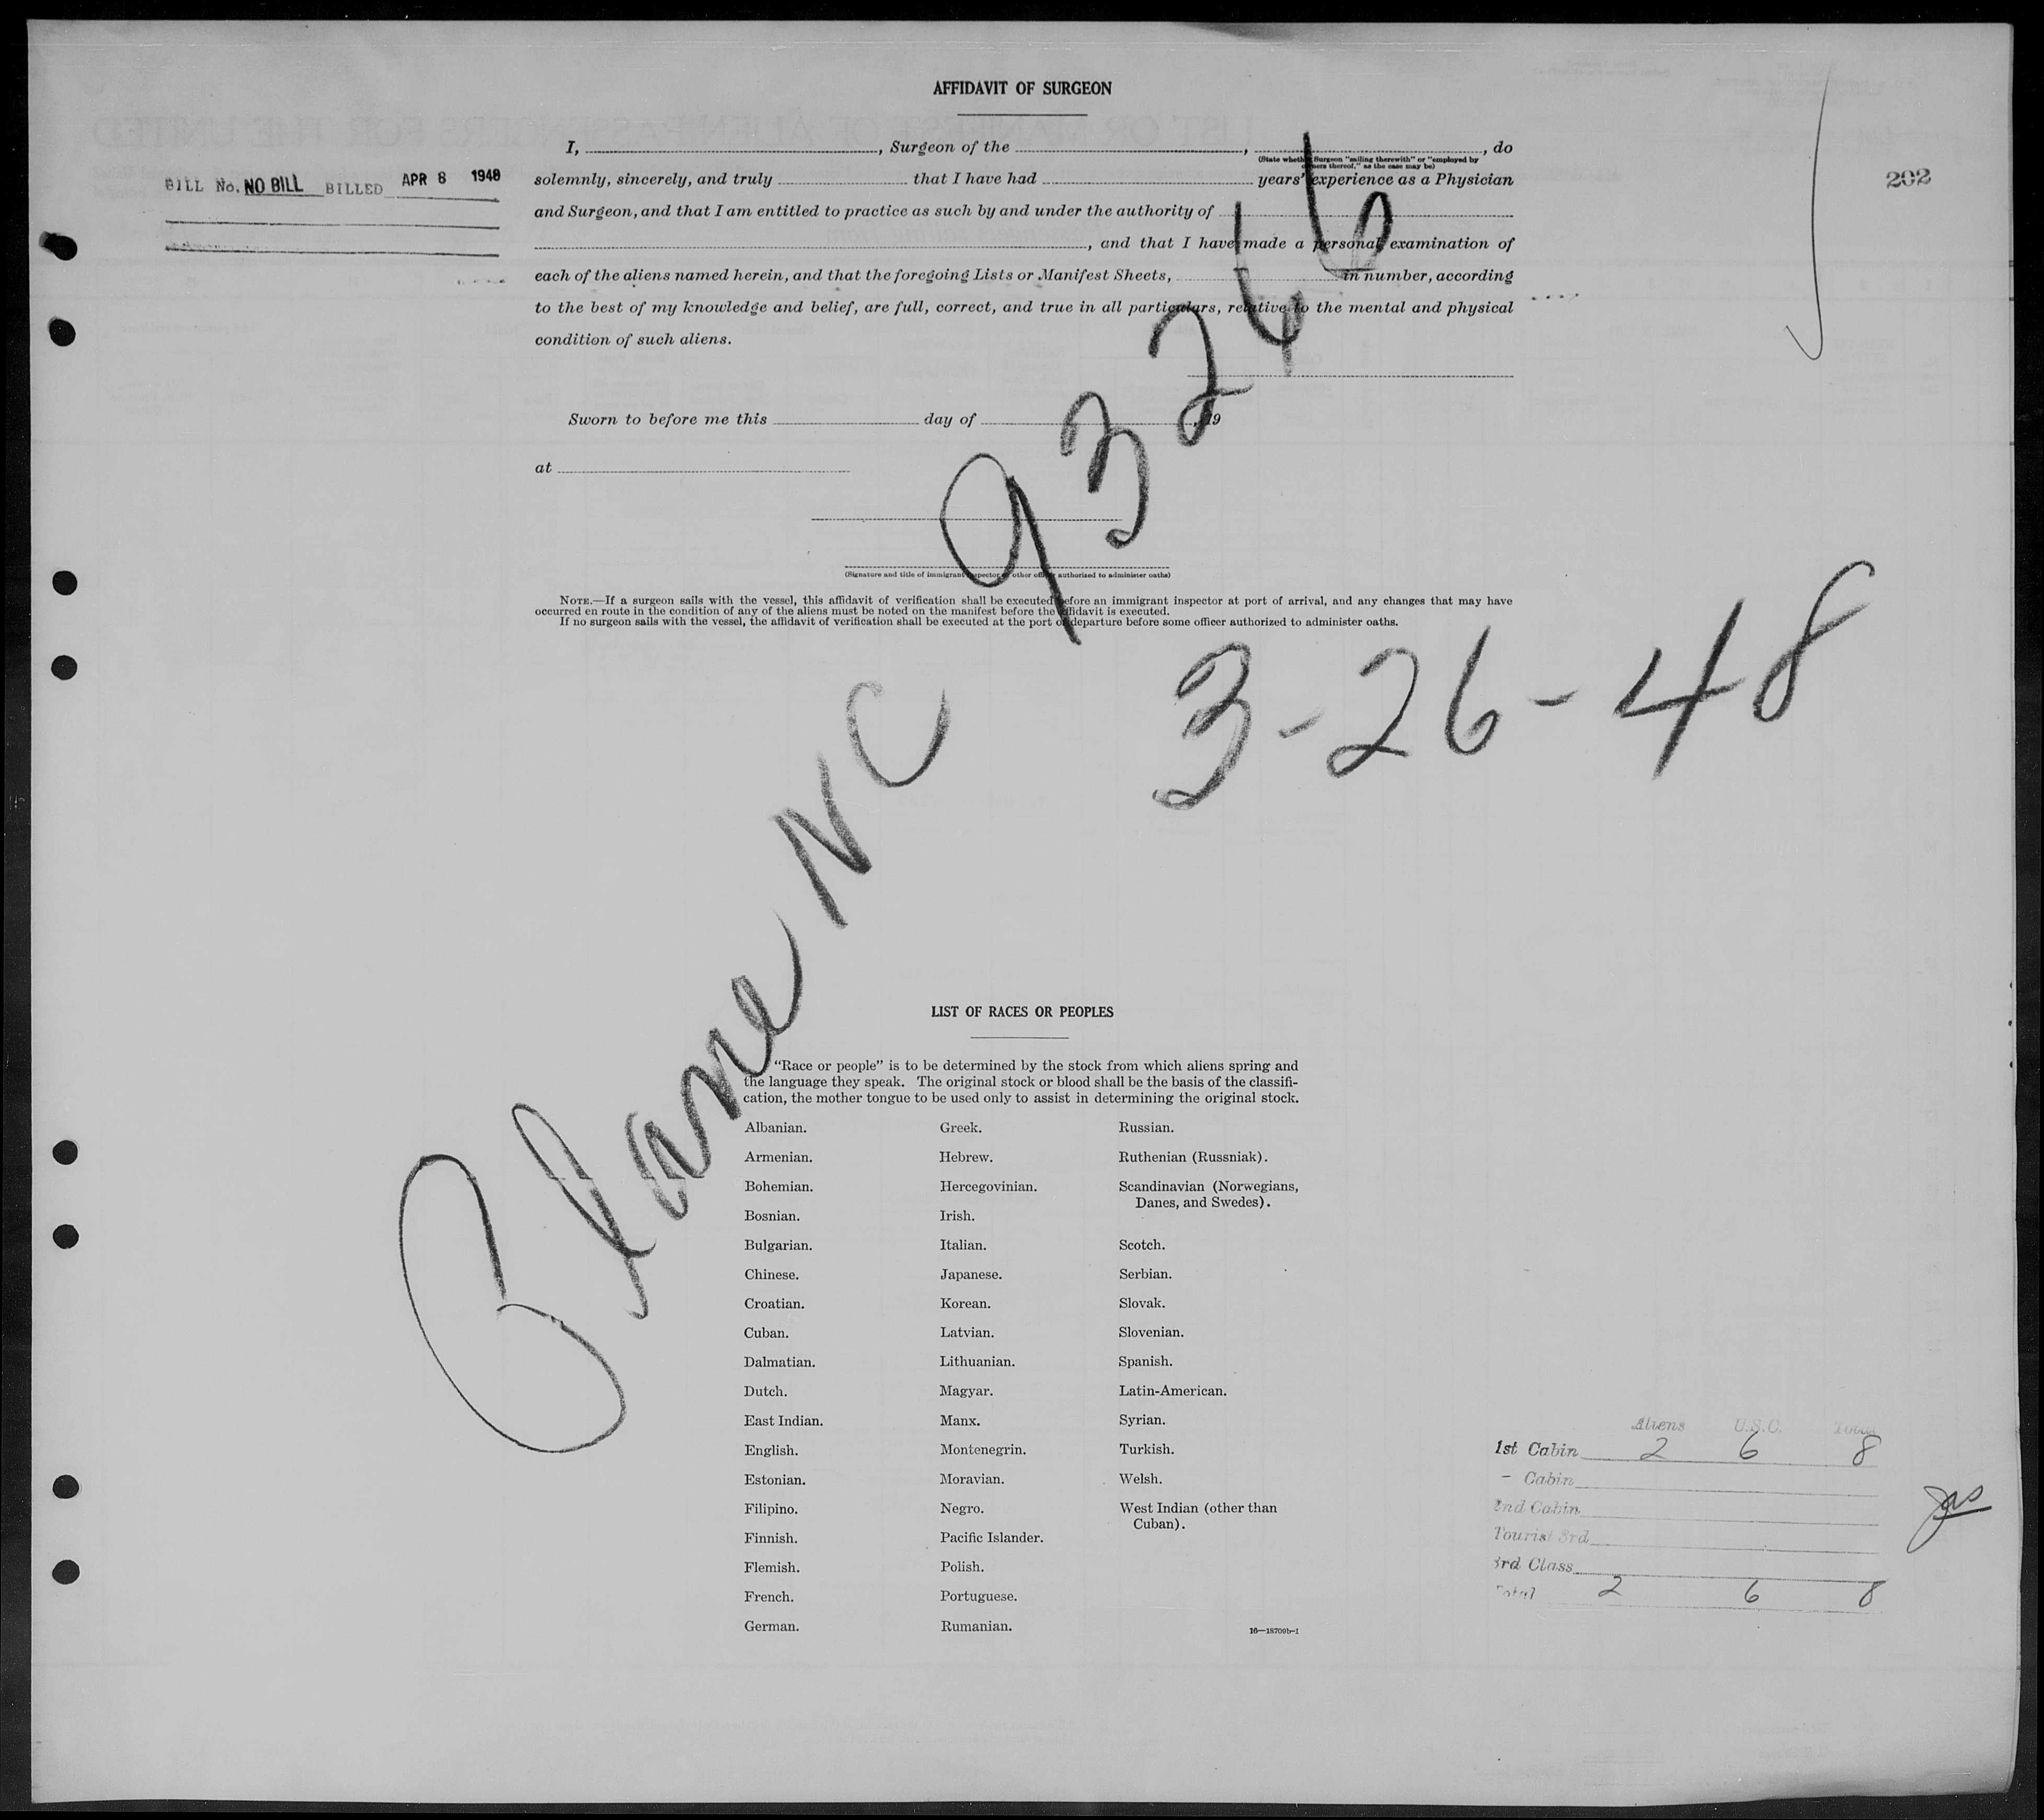 AFFIDAVIT OF SURGEON
I, , Surgeon of the , , do
(State whether Surgeon "sailing therewith" or "employed by
owners thereof," as the case may be)
BILL No. NO BILL BILLED APR 8 1948
202
solemnly, sincerely, and truly that I have had years' experience as a Physician
and Surgeon, and that I am entitled to practice as such by and under the authority of
, and that I have made a personal examination of
each of the aliens named herein, and that the foregoing Lists or Manifest Sheets, in number, according
to the best of my knowledge and belief, are full, correct, and true in all particulars, relative to the mental and physical
condition of such aliens.
Sworn to before me this day of , 19
at
(Signature and title of immigrant inspector or other officer authorized to administer oaths)
NOTE.—If a surgeon sails with the vessel, this affidavit of verification shall be executed before an immigrant inspector at port of arrival, and any changes that may have
occurred en route in the condition of any of the aliens must be noted on the manifest before the affidavit is executed.
If no surgeon sails with the vessel, the affidavit of verification shall be executed at the port of departure before some officer authorized to administer oaths.
Plane NC 93246
3-26-48
LIST OF RACES OR PEOPLES
"Race or people" is to be determined by the stock from which aliens spring and
the language they speak. The original stock or blood shall be the basis of the classifi-
cation, the mother tongue to be used only to assist in determining the original stock.
Albanian. Greek. Russian.
Armenian. Hebrew. Ruthenian (Russniak).
Bohemian. Hercegovinian. Scandinavian (Norwegians,
Danes, and Swedes).
Bosnian. Irish.
Bulgarian. Italian. Scotch.
Chinese. Japanese. Serbian.
Croatian. Korean. Slovak.
Cuban. Latvian. Slovenian.
Dalmatian. Lithuanian. Spanish.
Dutch. Magyar. Latin-American.
East Indian. Manx. Syrian.
English. Montenegrin. Turkish.
Estonian. Moravian. Welsh.
Filipino. Negro. West Indian (other than
Cuban).
Finnish. Pacific Islander.
Flemish. Polish.
French. Portuguese.
German. Rumanian.
16—18709b-1
Aliens U.S.C. Total
1st Cabin 2 6 8
- Cabin
2nd Cabin
Tourist 3rd
3rd Class
Total 2 6 8